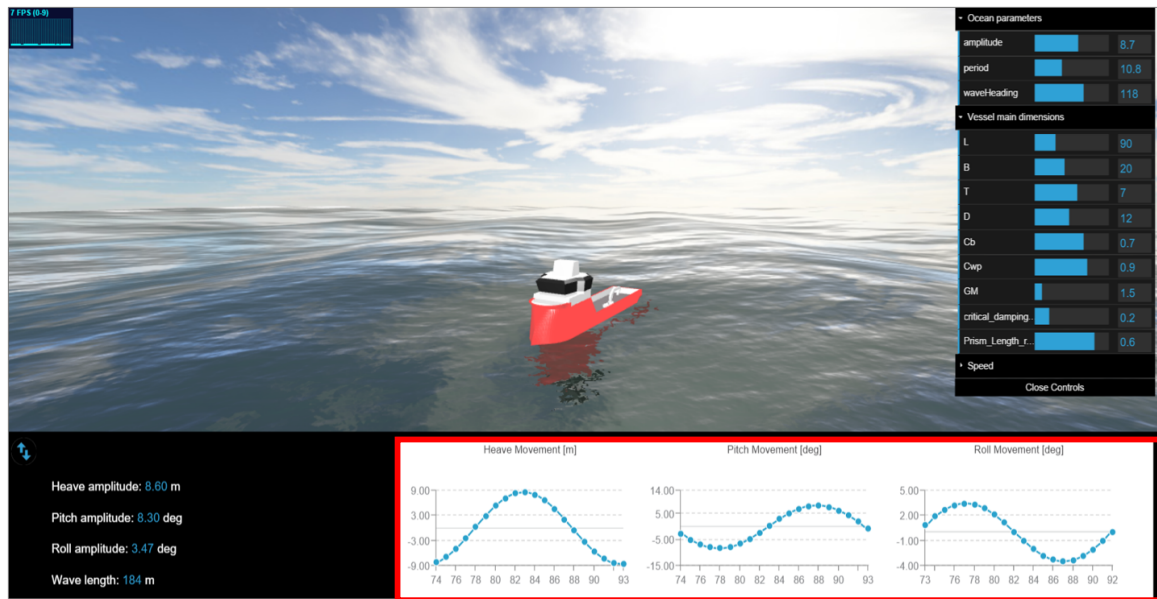 7 FPS (0-9)
Ocean parameters
amplitude 8.7
period 10.8
waveHeading 118
Vessel main dimensions
L 90
B 20
T 7
D 12
Cb 0.7
Cwp 0.9
GM 1.5
critical_damping... 0.2
Prism_Length_r... 0.6
Speed
Close Controls
Heave amplitude: 8.60 m
Pitch amplitude: 8.30 deg
Roll amplitude: 3.47 deg
Wave length: 184 m
Heave Movement [m]
9.00
3.00
-3.00
-9.00
74 76 78 80 82 84 86 88 90 93
Pitch Movement [deg]
14.00
5.00
-5.00
-15.00
74 76 78 80 82 84 86 88 90 93
Roll Movement [deg]
5.00
2.00
-1.00
-4.00
73 74 76 78 80 82 84 86 88 90 92